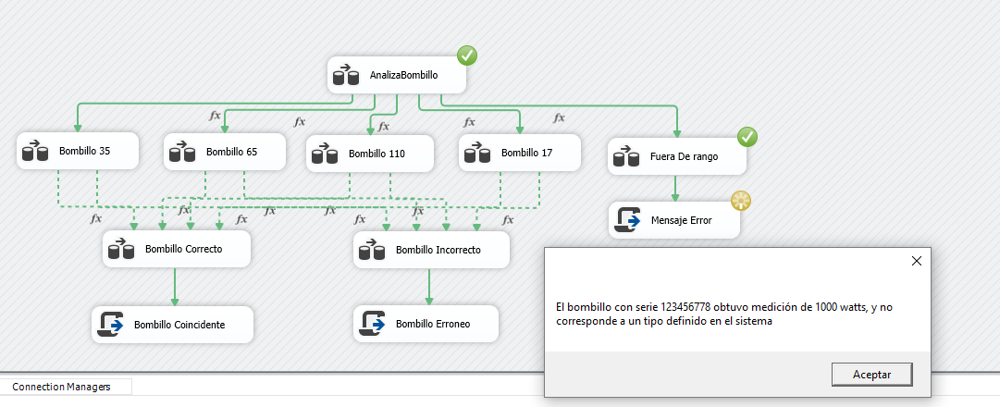 AnalizaBombillo
fx
fx
fx
fx
fx
Bombillo 35
Bombillo 65
Bombillo 110
Bombillo 17
Fuera De rango
fx
fx
fx
fx
fx
fx
fx
fx
Mensaje Error
Bombillo Correcto
Bombillo Incorrecto
El bombillo con serie 123456778 obtuvo medición de 1000 watts, y no
corresponde a un tipo definido en el sistema
Bombillo Coincidente
Bombillo Erroneo
Aceptar
Connection Managers